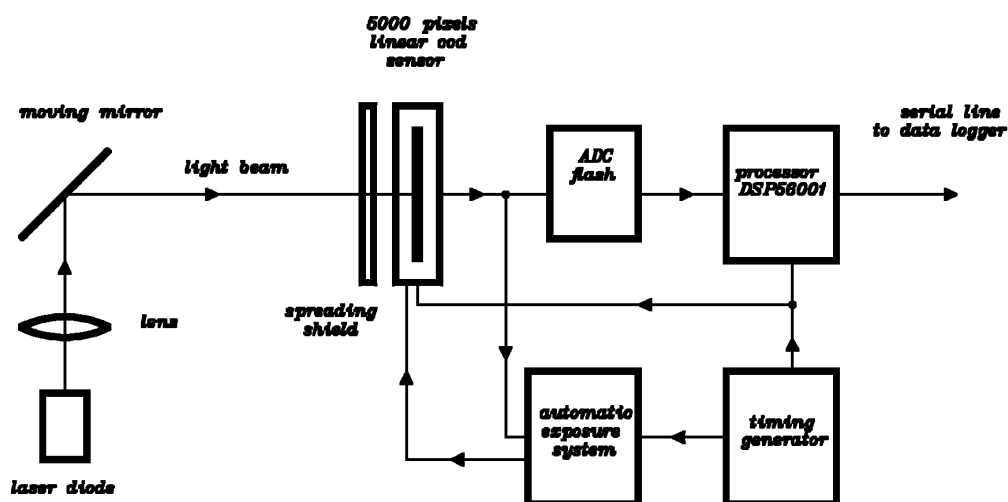 5000 pixels
linear ccd
sensor
moving mirror
serial line
to data logger
light beam
ADC
flash
processor
DSP56001
spreading
shield
lens
automatic
exposure
system
timing
generator
laser diode